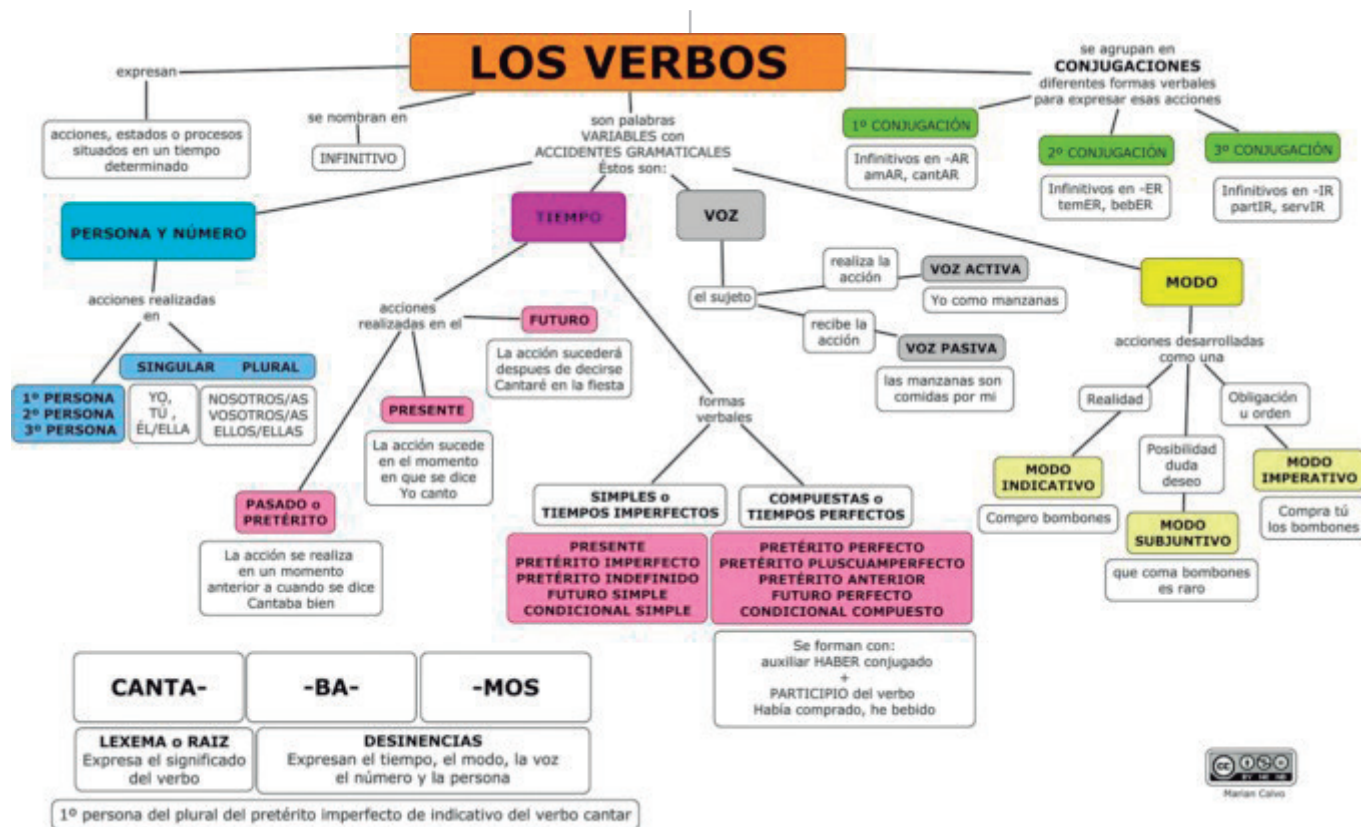 LOS VERBOS
expresan
acciones, estados o procesos
situados en un tiempo
determinado
se nombran en
INFINITIVO
son palabras
VARIABLES con
ACCIDENTES GRAMATICALES
Éstos son:
se agrupan en
CONJUGACIONES
diferentes formas verbales
para expresar esas acciones
1º CONJUGACIÓN
Infinitivos en -AR
amAR, cantAR
2º CONJUGACIÓN
Infinitivos en -ER
temER, bebER
3º CONJUGACIÓN
Infinitivos en -IR
partIR, servIR
PERSONA Y NÚMERO
acciones realizadas
en
SINGULAR PLURAL
1º PERSONA
2º PERSONA
3º PERSONA
YO,
TÚ ,
ÉL/ELLA
NOSOTROS/AS
VOSOTROS/AS
ELLOS/ELLAS
TIEMPO
acciones
realizadas en el
FUTURO
La acción sucederá
despues de decirse
Cantaré en la fiesta
PRESENTE
La acción sucede
en el momento
en que se dice
Yo canto
PASADO o
PRETÉRITO
La acción se realiza
en un momento
anterior a cuando se dice
Cantaba bien
formas
verbales
SIMPLES o
TIEMPOS IMPERFECTOS
PRESENTE
PRETÉRITO IMPERFECTO
PRETÉRITO INDEFINIDO
FUTURO SIMPLE
CONDICIONAL SIMPLE
COMPUESTAS o
TIEMPOS PERFECTOS
PRETÉRITO PERFECTO
PRETÉRITO PLUSCUAMPERFECTO
PRETÉRITO ANTERIOR
FUTURO PERFECTO
CONDICIONAL COMPUESTO
Se forman con:
auxiliar HABER conjugado
+
PARTICIPIO del verbo
Había comprado, he bebido
VOZ
el sujeto
realiza la
acción
VOZ ACTIVA
Yo como manzanas
recibe la
acción
VOZ PASIVA
las manzanas son
comidas por mi
MODO
acciones desarrolladas
como una
Realidad
MODO
INDICATIVO
Compro bombones
Posibilidad
duda
deseo
MODO
SUBJUNTIVO
que coma bombones
es raro
Obligación
u orden
MODO
IMPERATIVO
Compra tú
los bombones
CANTA- -BA- -MOS
LEXEMA o RAIZ
Expresa el significado
del verbo
DESINENCIAS
Expresan el tiempo, el modo, la voz
el número y la persona
1º persona del plural del pretérito imperfecto de indicativo del verbo cantar
cc
BY NC ND
Marian Calvo